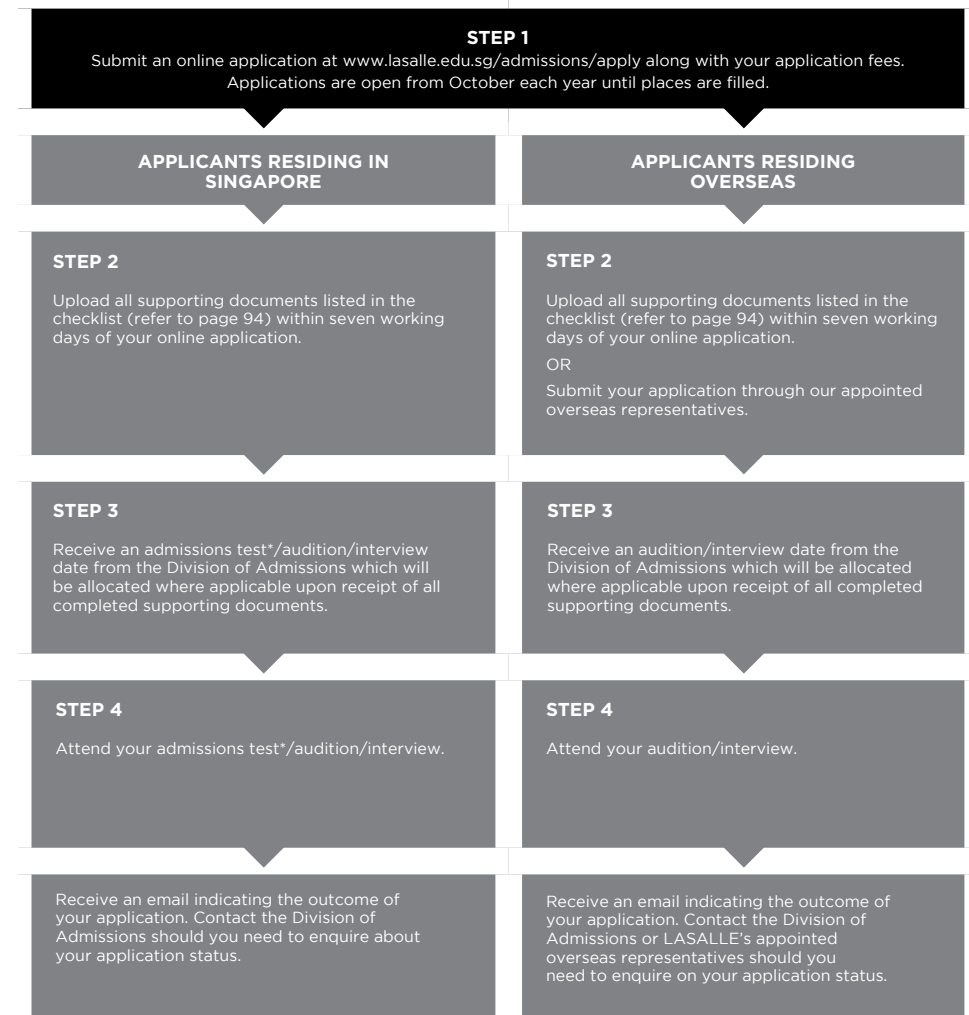 STEP 1
Submit an online application at www.lasalle.edu.sg/admissions/apply along with your application fees.
Applications are open from October each year until places are filled.
APPLICANTS RESIDING IN
SINGAPORE
STEP 2
Upload all supporting documents listed in the
checklist (refer to page 94) within seven working
days of your online application.
STEP 3
Receive an admissions test*/audition/interview
date from the Division of Admissions which will
be allocated where applicable upon receipt of all
completed supporting documents.
STEP 4
Attend your admissions test*/audition/interview.
Receive an email indicating the outcome of
your application. Contact the Division of
Admissions should you need to enquire about
your application status.
APPLICANTS RESIDING
OVERSEAS
STEP 2
Upload all supporting documents listed in the
checklist (refer to page 94) within seven working
days of your online application.
OR
Submit your application through our appointed
overseas representatives.
STEP 3
Receive an audition/interview date from the
Division of Admissions which will be allocated
where applicable upon receipt of all completed
supporting documents.
STEP 4
Attend your audition/interview.
Receive an email indicating the outcome of
your application. Contact the Division of
Admissions or LASALLE's appointed
overseas representatives should you
need to enquire on your application status.